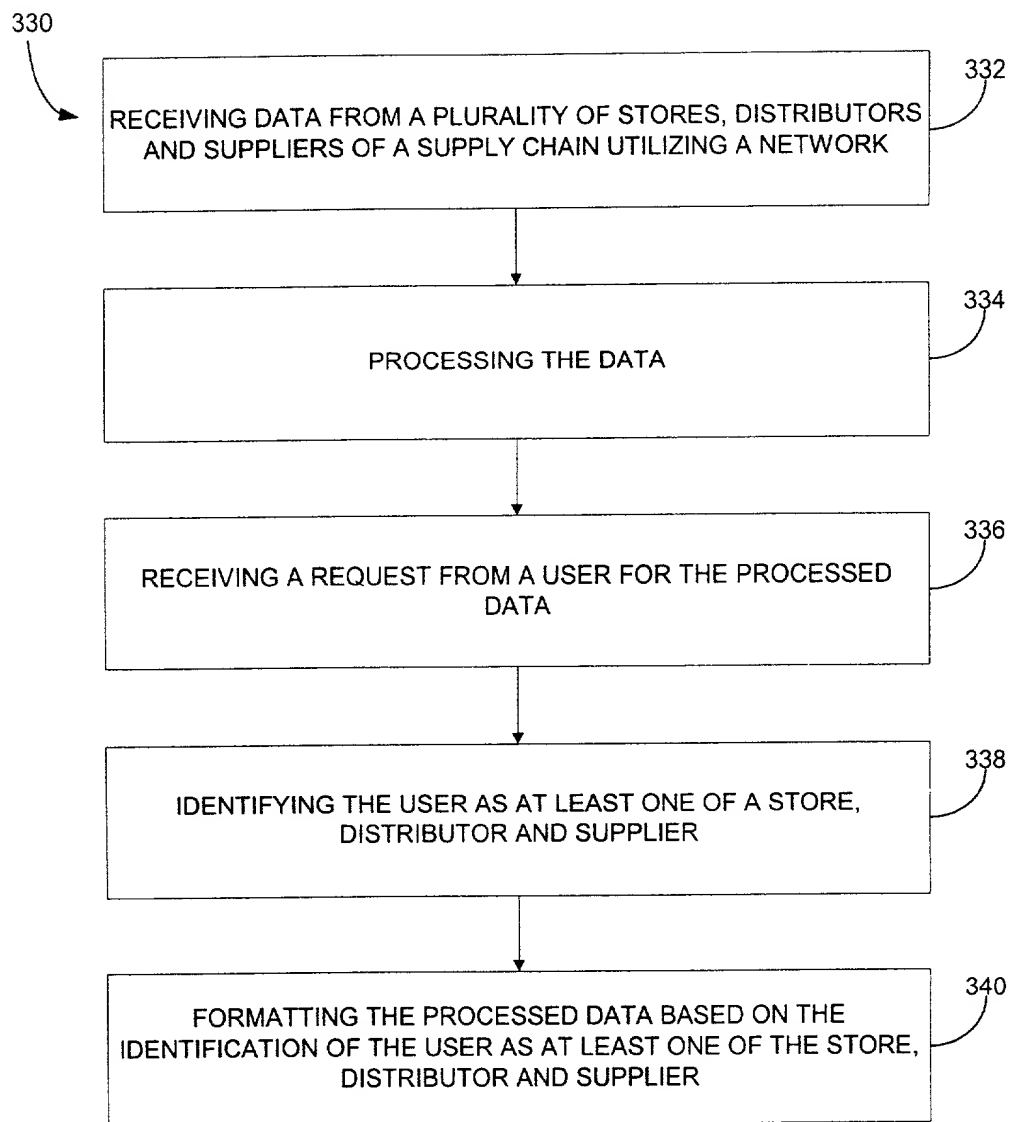 330
332
RECEIVING DATA FROM A PLURALITY OF STORES, DISTRIBUTORS
AND SUPPLIERS OF A SUPPLY CHAIN UTILIZING A NETWORK
334
PROCESSING THE DATA
336
RECEIVING A REQUEST FROM A USER FOR THE PROCESSED
DATA
338
IDENTIFYING THE USER AS AT LEAST ONE OF A STORE,
DISTRIBUTOR AND SUPPLIER
340
FORMATTING THE PROCESSED DATA BASED ON THE
IDENTIFICATION OF THE USER AS AT LEAST ONE OF THE STORE,
DISTRIBUTOR AND SUPPLIER